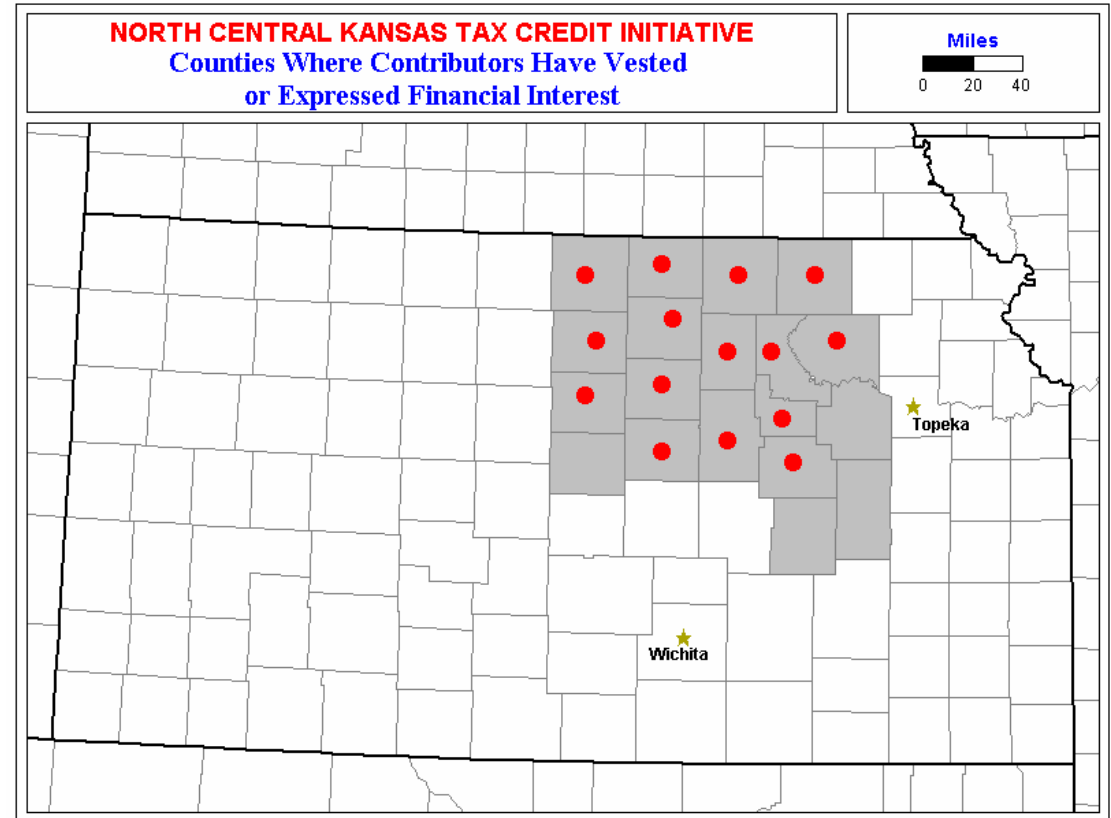 NORTH CENTRAL KANSAS TAX CREDIT INITIATIVE
Counties Where Contributors Have Vested
or Expressed Financial Interest
Miles
0 20 40
Topeka
Wichita